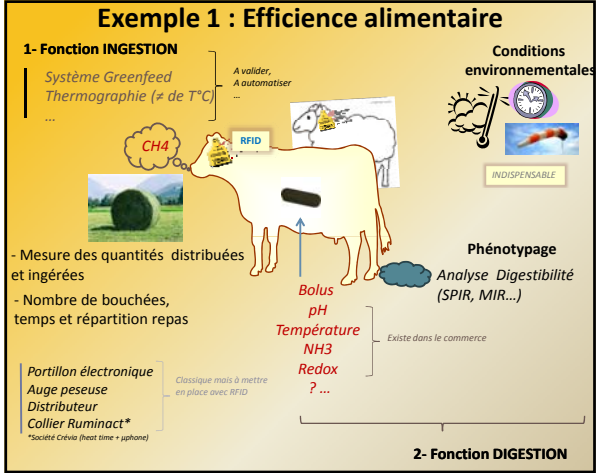 Exemple 1 : Efficience alimentaire
1- Fonction INGESTION
Système Greenfeed
Thermographie (≠ de T°C)
...
A valider,
A automatiser
...
Conditions
environnementales
INDISPENSABLE
CH4
RFID
- Mesure des quantités distribuées
et ingérées
- Nombre de bouchées,
temps et répartition repas
Phénotypage
Analyse Digestibilité
(SPIR, MIR...)
Bolus
pH
Température
NH3
Redox
? ...
Existe dans le commerce
Portillon électronique
Auge peseuse
Distributeur
Collier Ruminact*
*Société Crévia (heat time + µphone)
Classique mais à mettre
en place avec RFID
2- Fonction DIGESTION